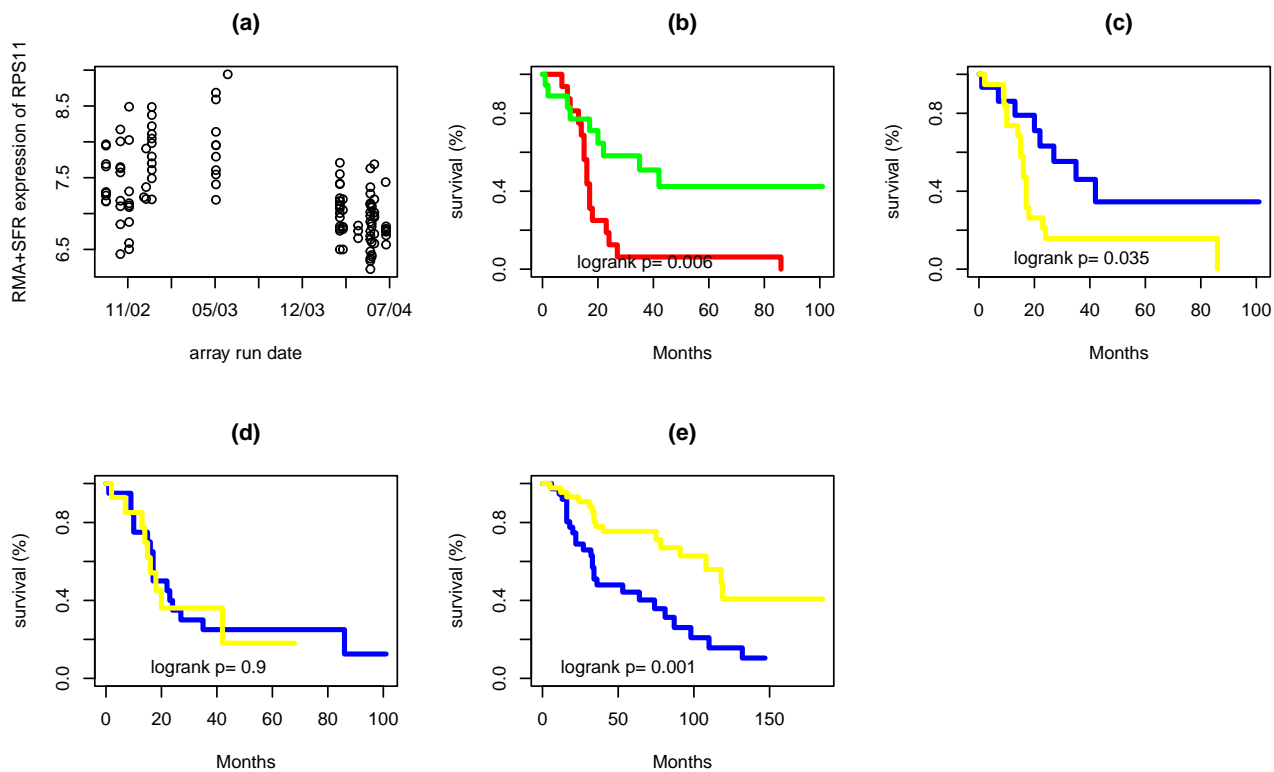 (a)
RMA+SFR expression of RPS11
8.5
7.5
6.5
11/02 05/03 12/03 07/04
array run date
(b)
survival (%)
0.8
0.4
0.0
logrank p= 0.006
0 20 40 60 80 100
Months
(c)
survival (%)
0.8
0.4
0.0
logrank p= 0.035
0 20 40 60 80 100
Months
(d)
survival (%)
0.8
0.4
0.0
logrank p= 0.9
0 20 40 60 80 100
Months
(e)
survival (%)
0.8
0.4
0.0
logrank p= 0.001
0 50 100 150
Months